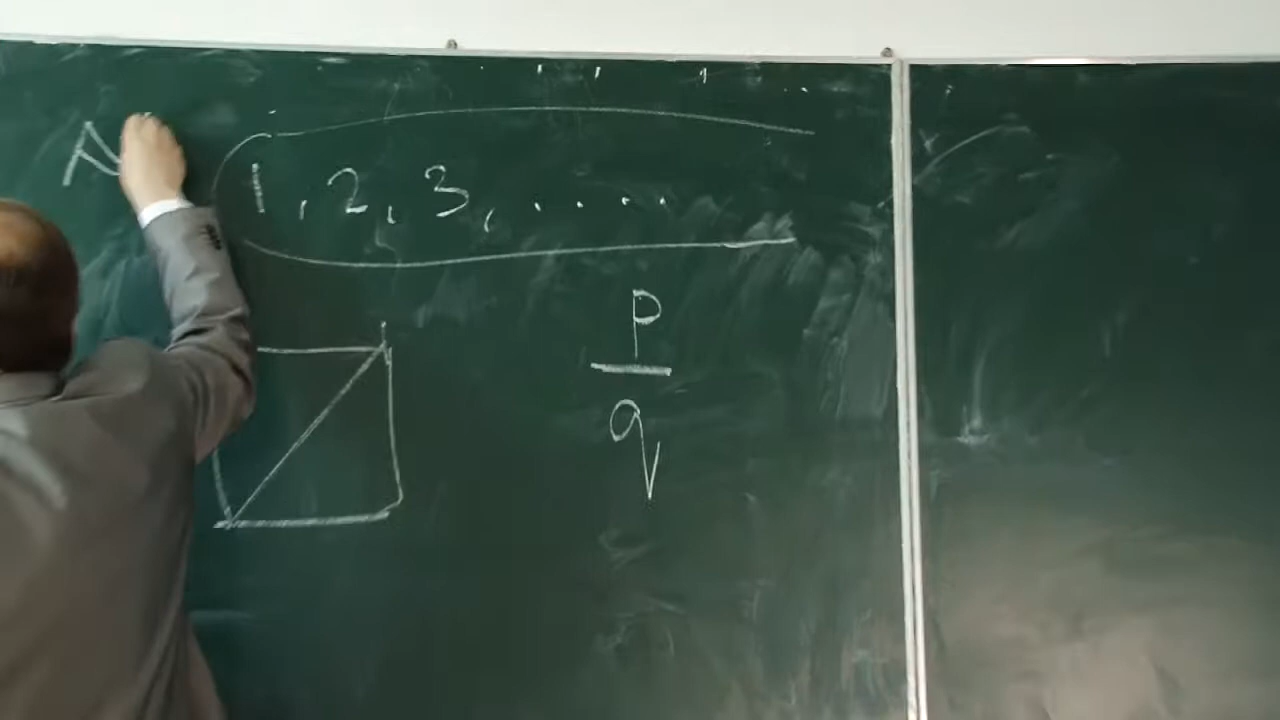 N
1, 2, 3, .....
p
q